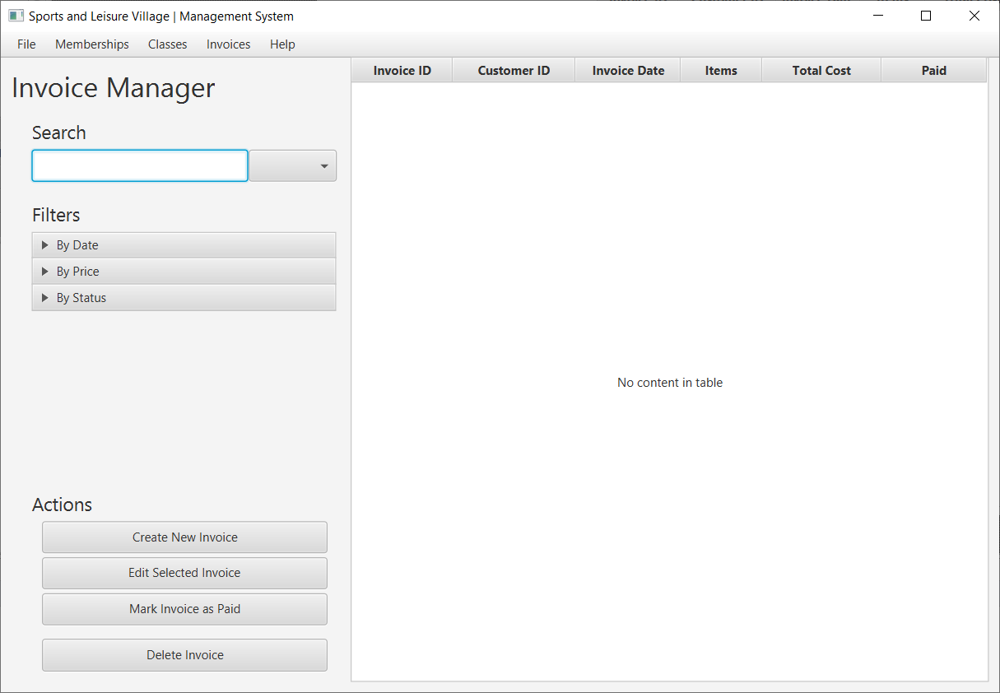 Sports and Leisure Village | Management System
File Memberships Classes Invoices Help
Invoice Manager
Search
Filters
By Date
By Price
By Status
Actions
Create New Invoice
Edit Selected Invoice
Mark Invoice as Paid
Delete Invoice
Invoice ID Customer ID Invoice Date Items Total Cost Paid
No content in table